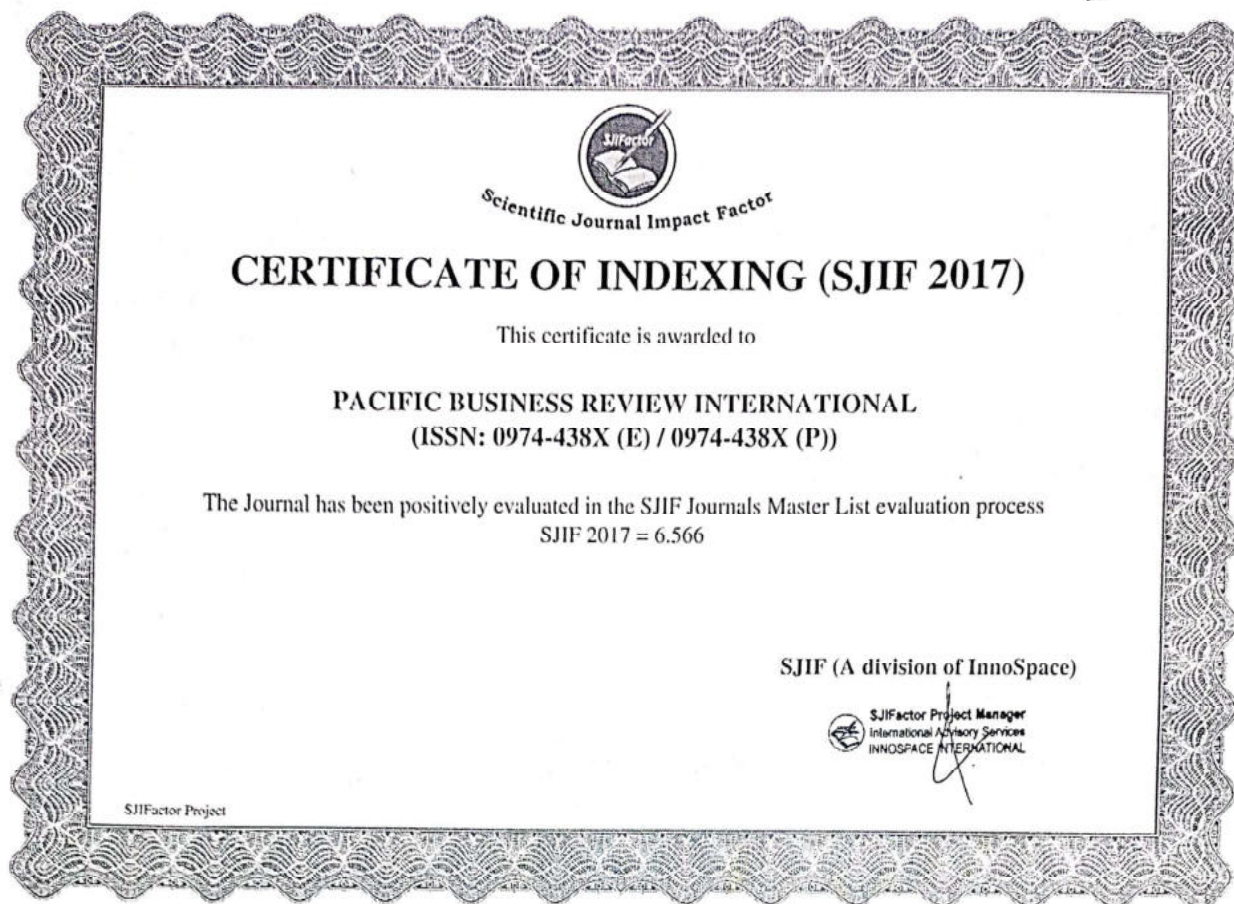 SJIFactor
Scientific Journal Impact Factor
CERTIFICATE OF INDEXING (SJIF 2017)
This certificate is awarded to
PACIFIC BUSINESS REVIEW INTERNATIONAL
(ISSN: 0974-438X (E) / 0974-438X (P))
The Journal has been positively evaluated in the SJIF Journals Master List evaluation process
SJIF 2017 = 6.566
SJIF (A division of InnoSpace)
SJIFactor Project Manager
International Advisory Services
INNOSPACE INTERNATIONAL
SJIFactor Project